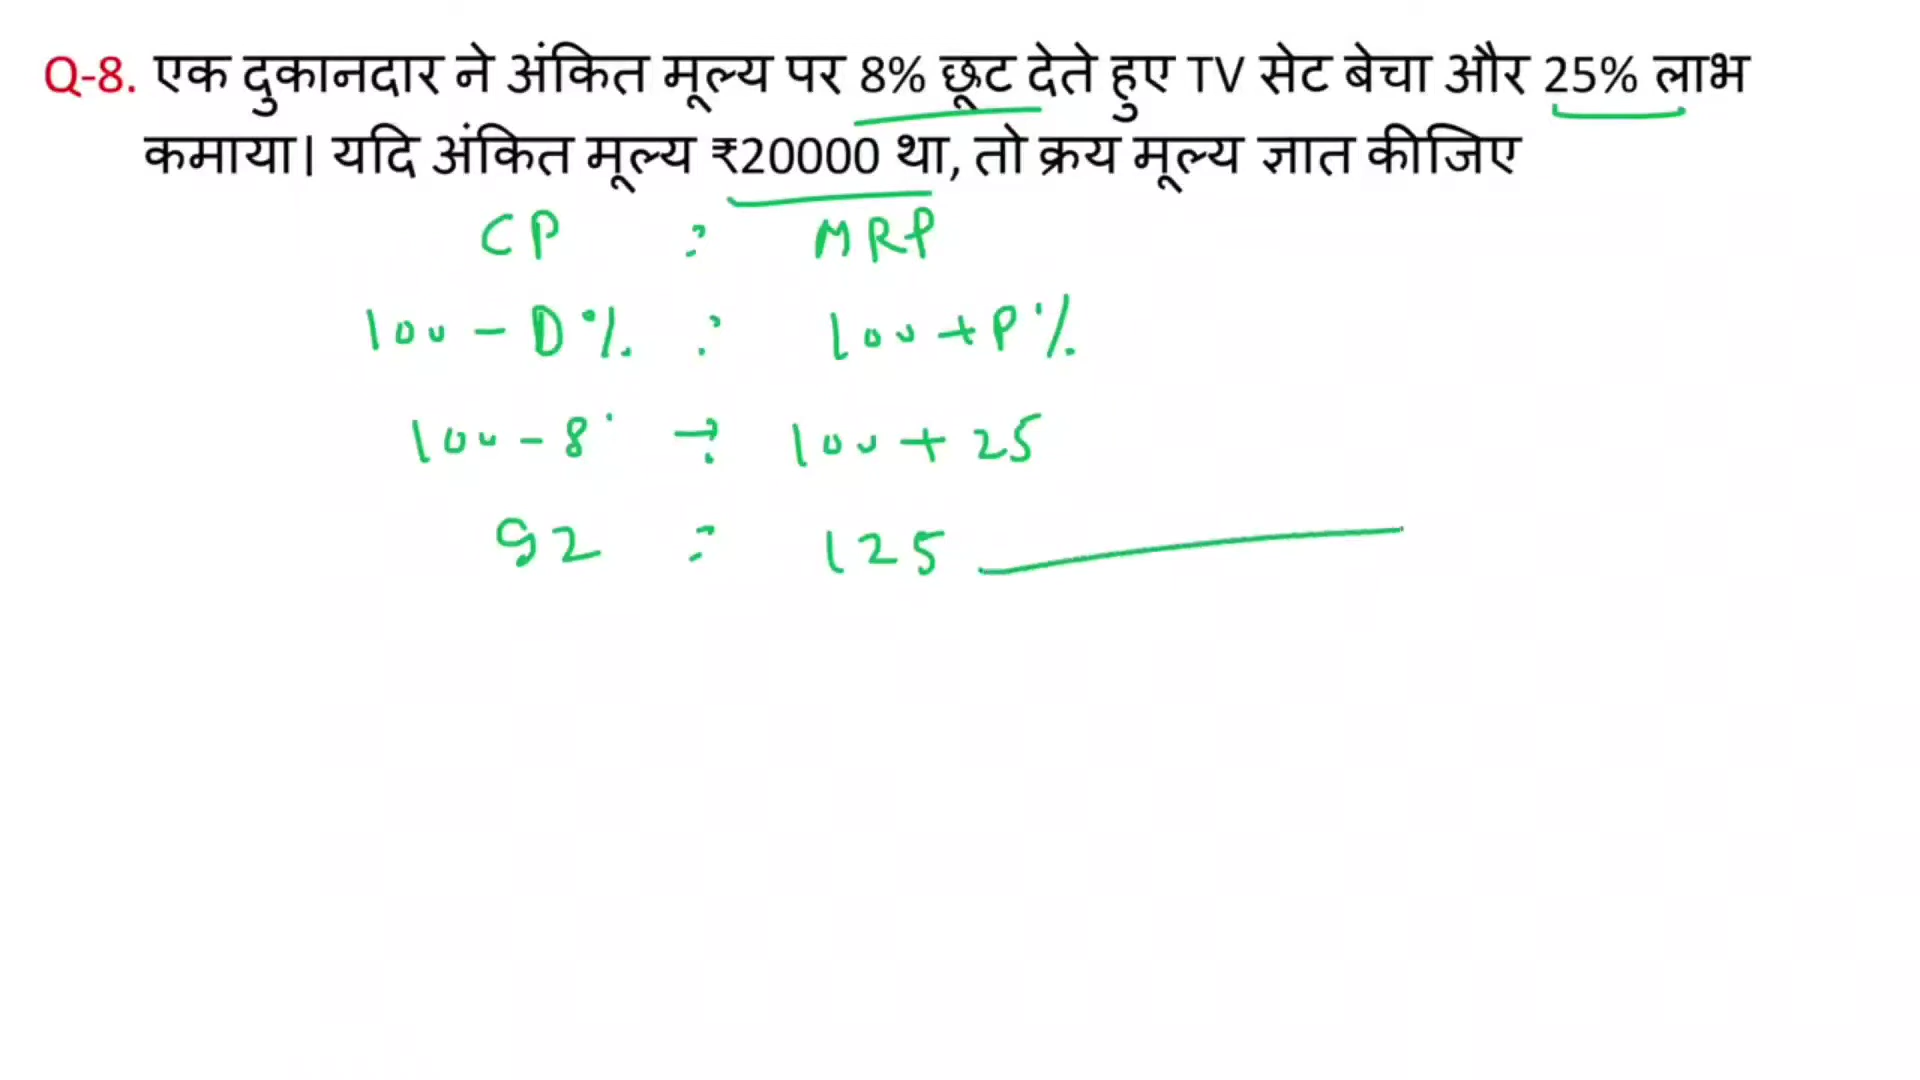 Q-8. एक दुकानदार ने अंकित मूल्य पर 8% छूट देते हुए TV सेट बेचा और 25% लाभ
कमाया। यदि अंकित मूल्य ₹20000 था, तो क्रय मूल्य ज्ञात कीजिए
CP : MRP
100 - D% : 100 + P%
100 - 8 : 100 + 25
92 : 125